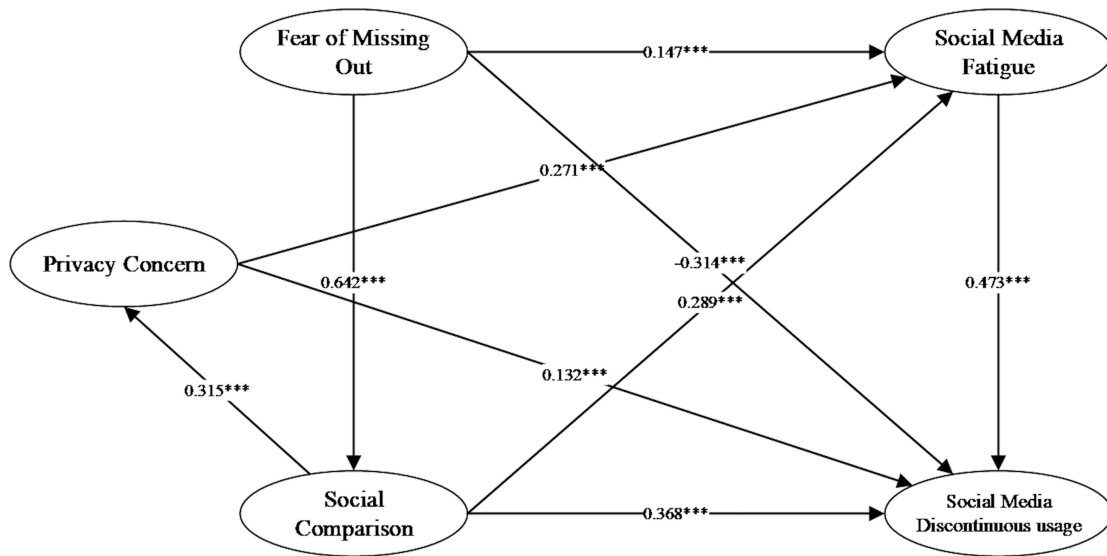 Fear of Missing
Out
0.147***
Social Media
Fatigue
0.271***
Privacy Concern
0.642***
-0.314***
0.289***
0.473***
0.315***
0.132***
Social
Comparison
0.368***
Social Media
Discontinuous usage